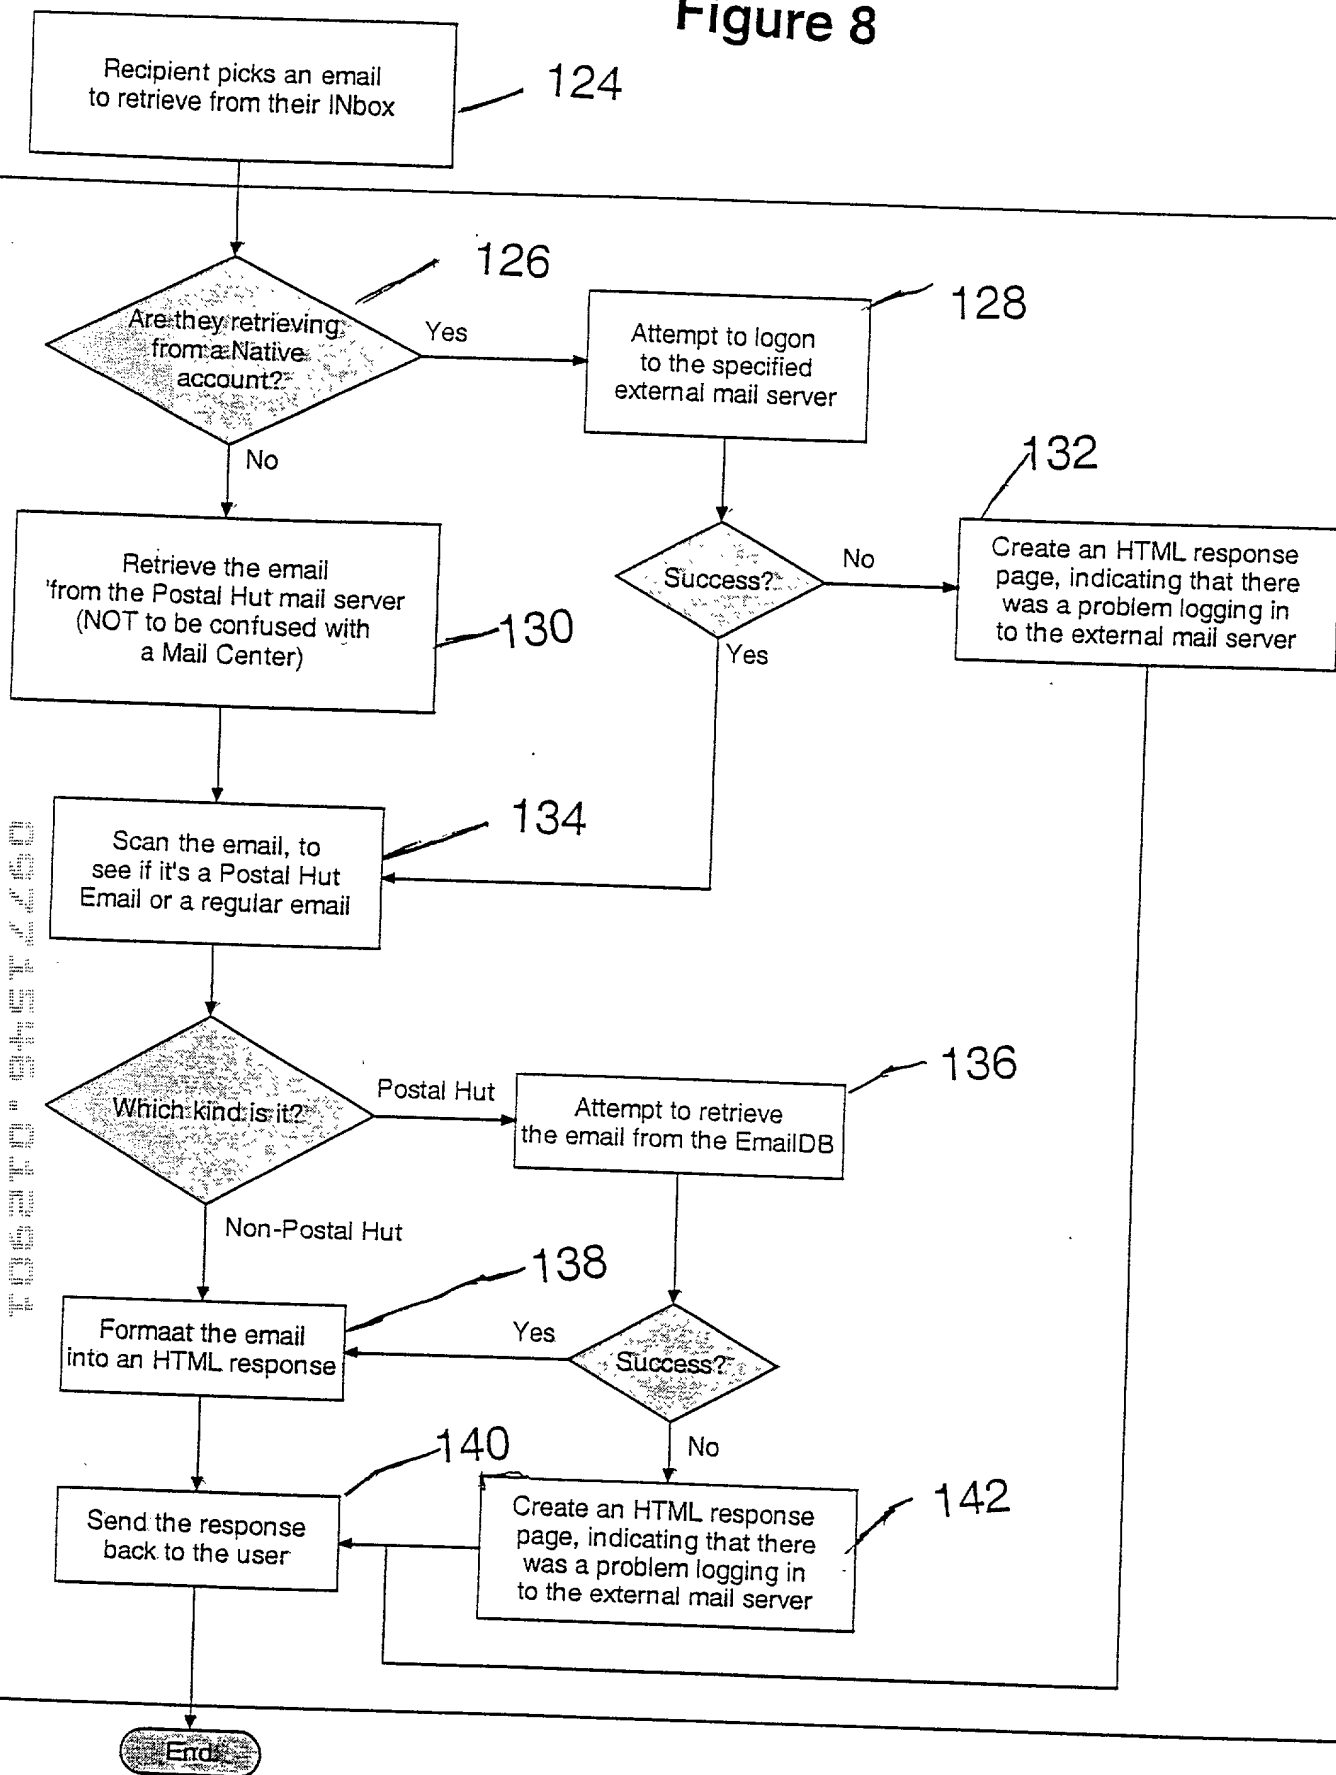 Figure 8
Recipient picks an email
to retrieve from their INbox
124
126
Are they retrieving
from a Native
account?
Yes
No
Attempt to logon
to the specified
external mail server
128
132
Retrieve the email
'from the Postal Hut mail server
(NOT to be confused with
a Mail Center)
130
Success?
No
Yes
Create an HTML response
page, indicating that there
was a problem logging in
to the external mail server
Scan the email, to
see if it's a Postal Hut
Email or a regular email
134
Which kind is it?
Postal Hut
Non-Postal Hut
Attempt to retrieve
the email from the EmailDB
136
138
Formaat the email
into an HTML response
Yes
Success?
No
140
Send the response
back to the user
Create an HTML response
page, indicating that there
was a problem logging in
to the external mail server
142
End